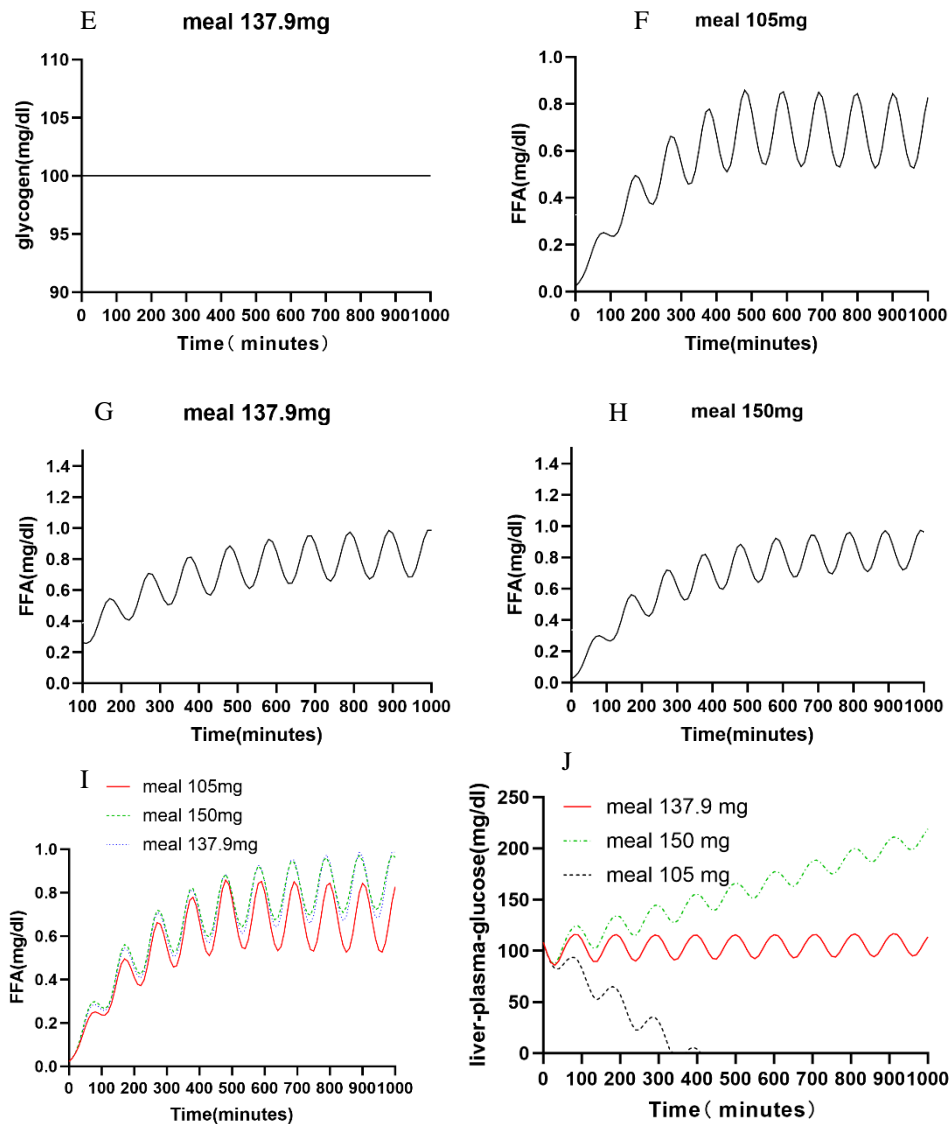 E
meal 137.9mg
110
105
100
95
90
glycogen(mg/dl)
0 100 200 300 400 500 600 700 800 9001000
Time( minutes)
F
meal 105mg
1.0
0.8
0.6
0.4
0.2
0.0
FFA(mg/dl)
0 100 200 300 400 500 600 700 800 900 1000
Time(minutes)
G
meal 137.9mg
1.4
1.2
1.0
0.8
0.6
0.4
0.2
0.0
FFA(mg/dl)
100 200 300 400 500 600 700 800 900 1000
Time(minutes)
H
meal 150mg
1.4
1.2
1.0
0.8
0.6
0.4
0.2
0.0
FFA(mg/dl)
0 100 200 300 400 500 600 700 800 900 1000
Time(minutes)
I
meal 105mg
meal 150mg
meal 137.9mg
1.0
0.8
0.6
0.4
0.2
0.0
FFA(mg/dl)
0 100 200 300 400 500 600 700 800 9001000
Time(minutes)
J
meal 137.9 mg
meal 150 mg
meal 105 mg
250
200
150
100
50
0
liver-plasma-glucose(mg/dl)
0 100 200 300 400 500 600 700 800 9001000
Time( minutes)